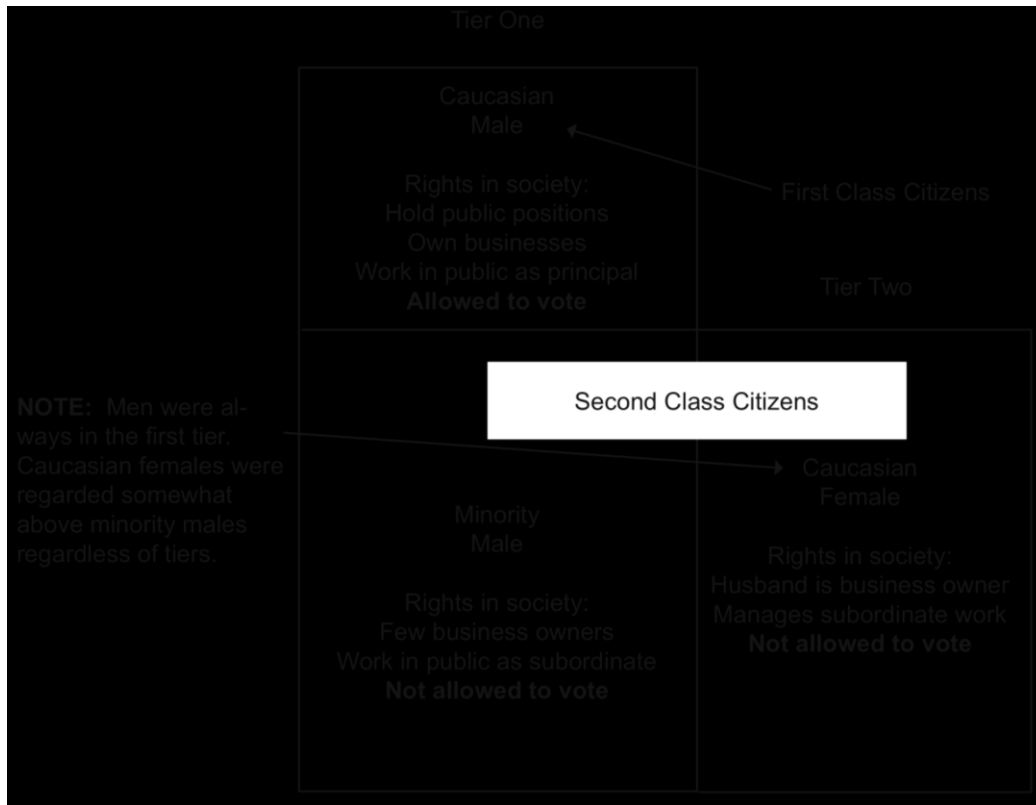 Tier One
Caucasian
Male
Rights in society:
Hold public positions
Own businesses
Work in public as principal
Allowed to vote
First Class Citizens
Tier Two
Second Class Citizens
NOTE:  Men were al-
ways in the first tier.
Caucasian females were
regarded somewhat
above minority males
regardless of tiers.
Minority
Male
Rights in society:
Few business owners
Work in public as subordinate
Not allowed to vote
Caucasian
Female
Rights in society:
Husband is business owner
Manages subordinate work
Not allowed to vote